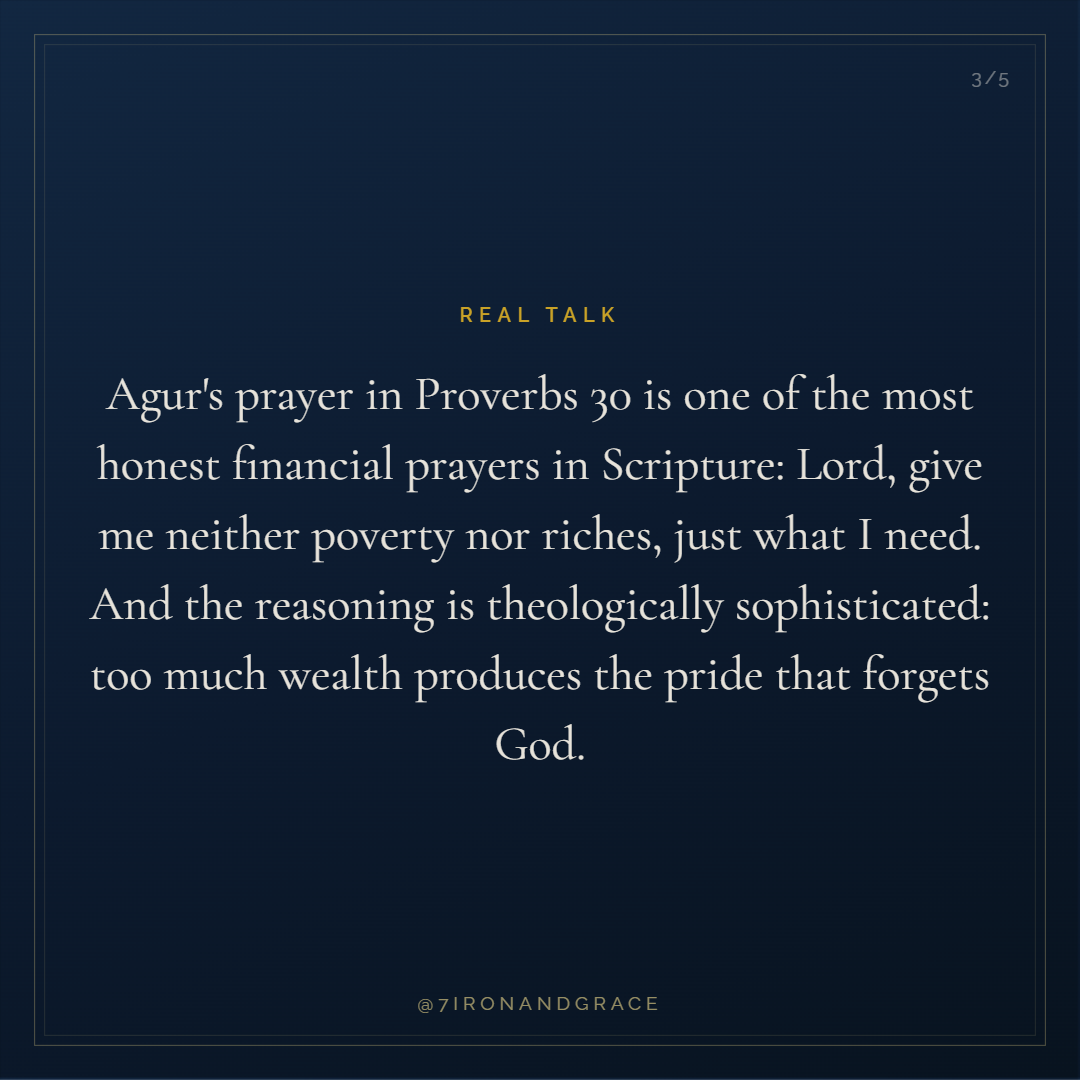 3/5
REAL TALK
Agur's prayer in Proverbs 30 is one of the most
honest financial prayers in Scripture: Lord, give
me neither poverty nor riches, just what I need.
And the reasoning is theologically sophisticated:
too much wealth produces the pride that forgets
God.
@7IRONANDGRACE